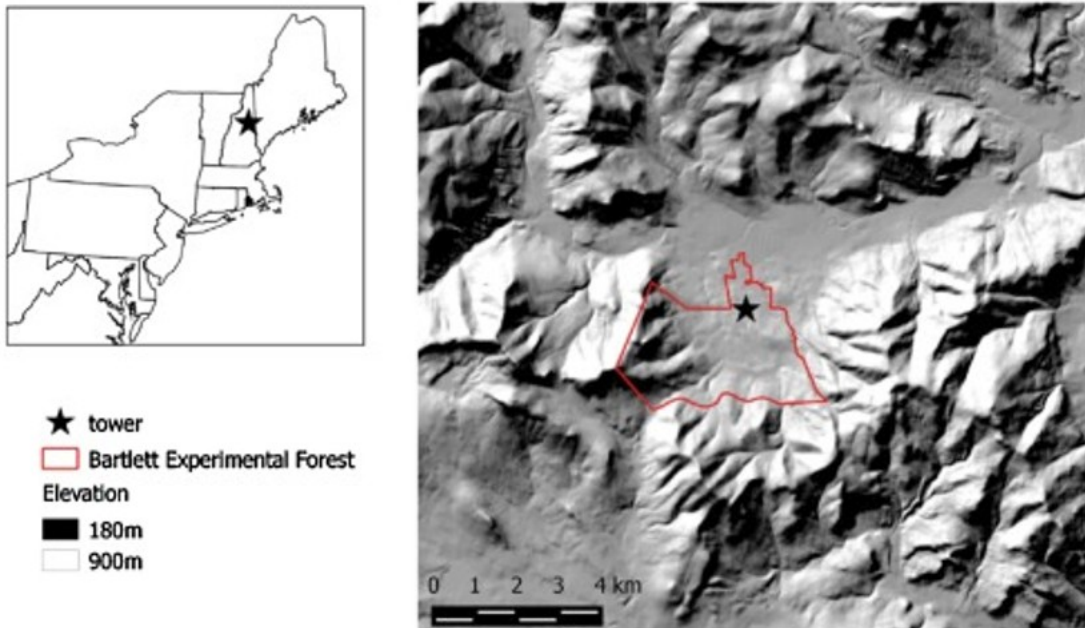 tower
Bartlett Experimental Forest
Elevation
180m
900m
0 1 2 3 4 km